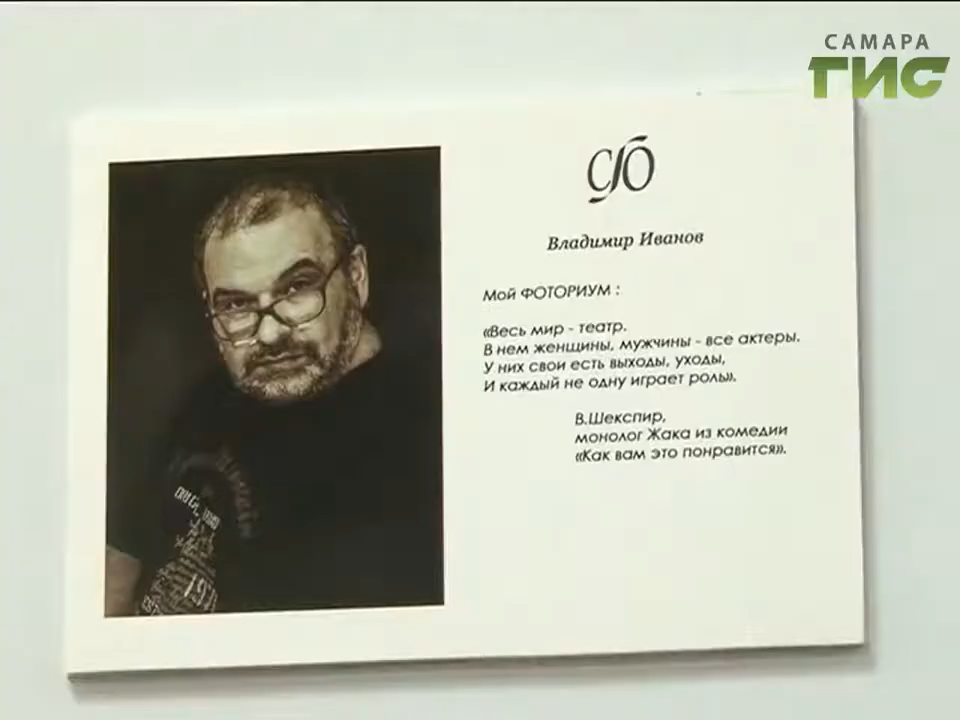 САМАРА
ГИС
Владимир Иванов
Мой ФОТОРИУМ :
«Весь мир - театр.
В нем женщины, мужчины - все актеры.
У них свои есть выходы, уходы,
И каждый не одну играет роль».
В.Шекспир,
монолог Жака из комедии
«Как вам это понравится».